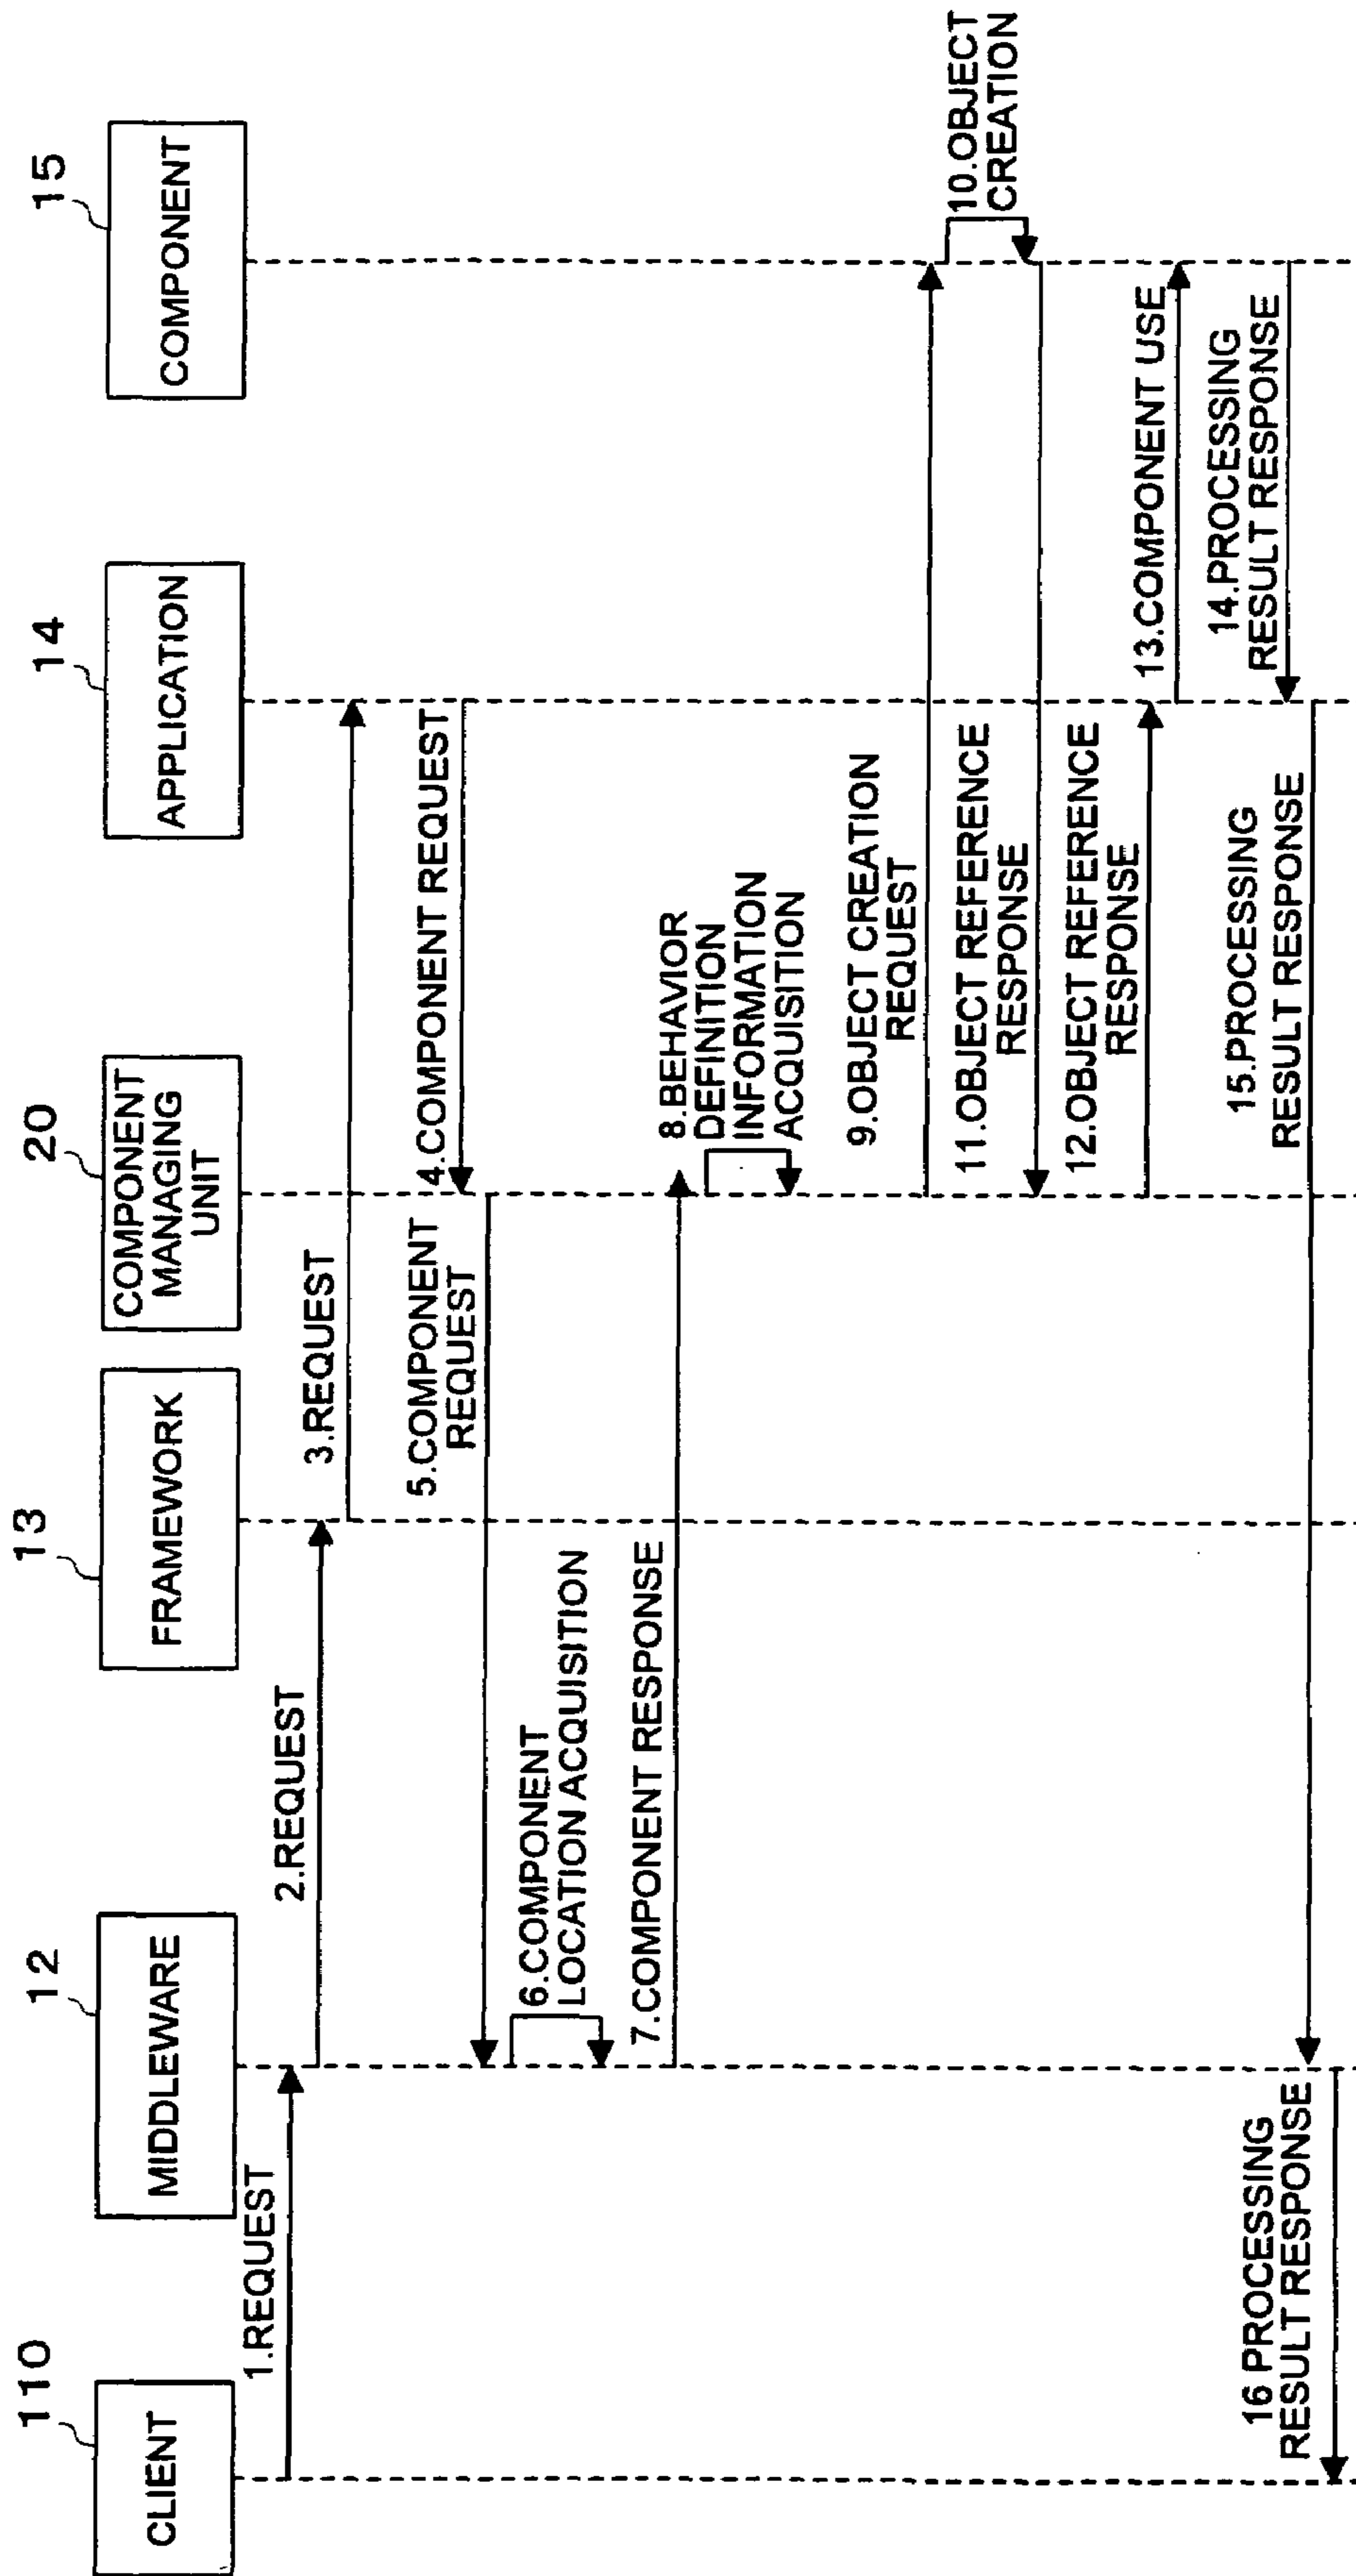 110
CLIENT
12
MIDDLEWARE
13
FRAMEWORK
20
COMPONENT
MANAGING
UNIT
14
APPLICATION
15
COMPONENT
1.REQUEST
2.REQUEST
3.REQUEST
4.COMPONENT REQUEST
5.COMPONENT
REQUEST
6.COMPONENT
LOCATION ACQUISITION
7.COMPONENT RESPONSE
8.BEHAVIOR
DEFINITION
INFORMATION
ACQUISITION
9.OBJECT CREATION
REQUEST
10.OBJECT
CREATION
11.OBJECT REFERENCE
RESPONSE
12.OBJECT REFERENCE
RESPONSE
13.COMPONENT USE
14.PROCESSING
RESULT RESPONSE
15.PROCESSING
RESULT RESPONSE
16 PROCESSING
RESULT RESPONSE